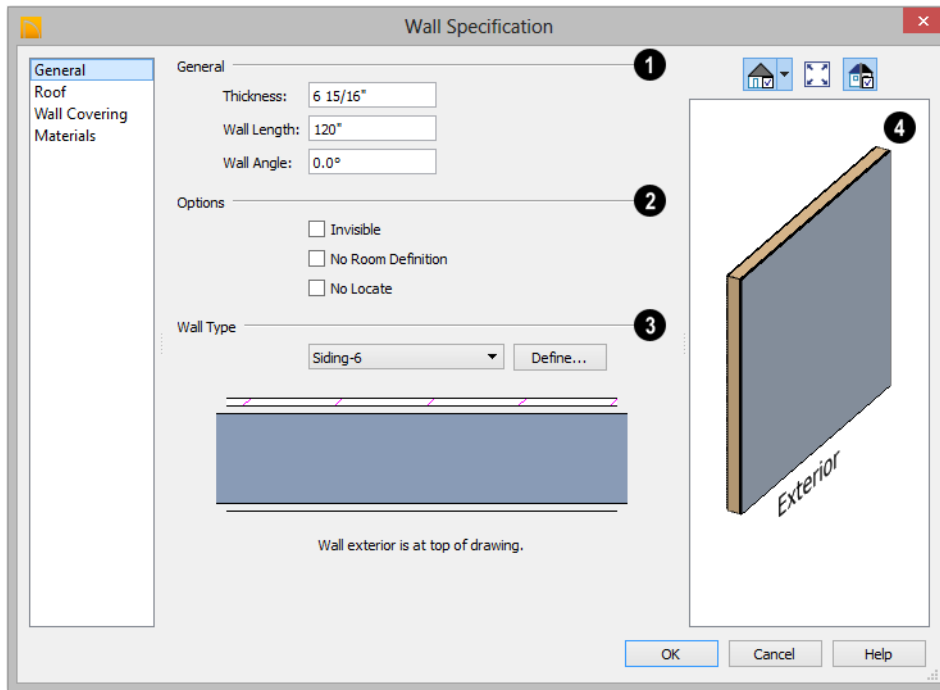 Wall Specification
General
Roof
Wall Covering
Materials
General
1
Thickness: 6 15/16"
Wall Length: 120"
Wall Angle: 0.0°
Options
2
Invisible
No Room Definition
No Locate
Wall Type
3
Siding-6
Define...
Wall exterior is at top of drawing.
4
Exterior
OK
Cancel
Help